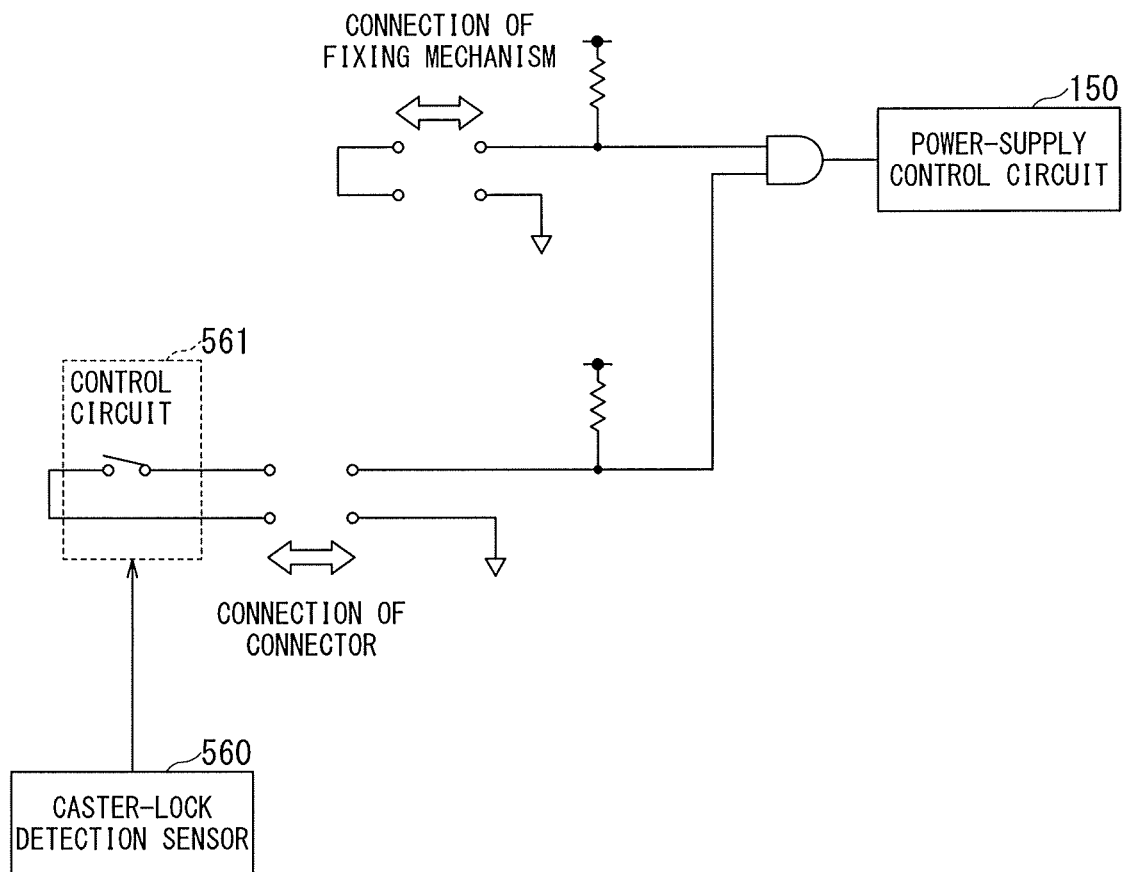 CONNECTION OF
FIXING MECHANISM
150
POWER-SUPPLY
CONTROL CIRCUIT
561
CONTROL
CIRCUIT
CONNECTION OF
CONNECTOR
560
CASTER-LOCK
DETECTION SENSOR